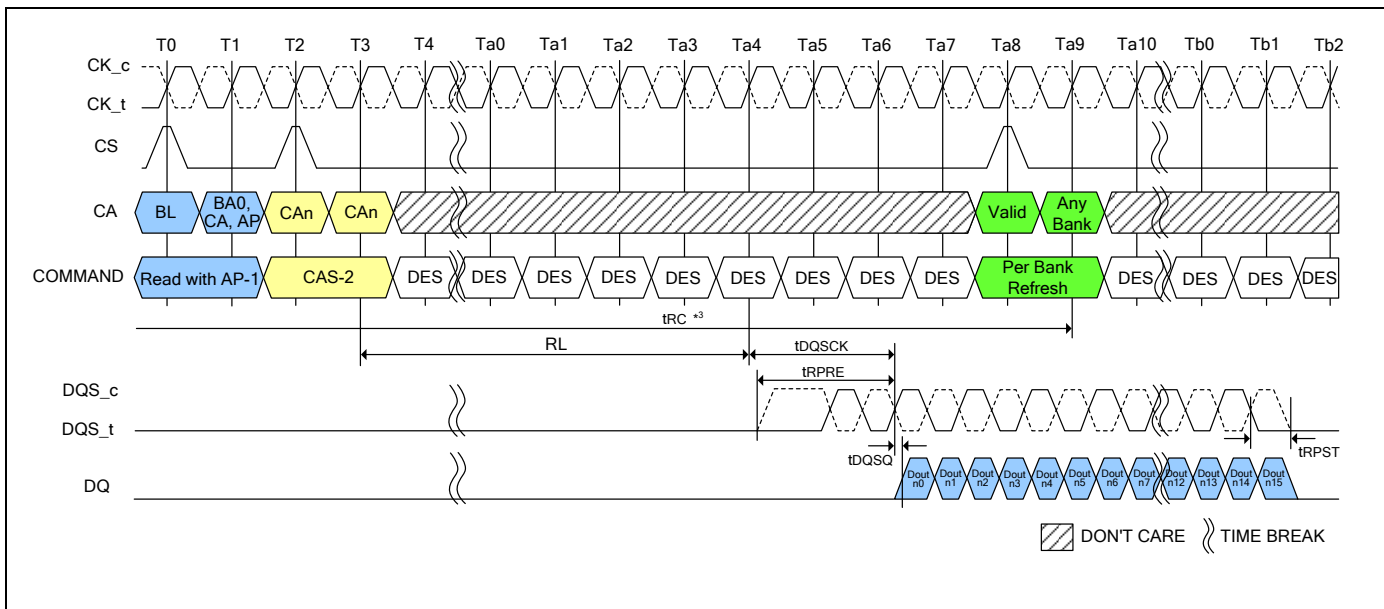 T0 T1 T2 T3 T4 Ta0 Ta1 Ta2 Ta3 Ta4 Ta5 Ta6 Ta7 Ta8 Ta9 Ta10 Tb0 Tb1 Tb2
CK_c
CK_t
CS
CA BL BA0, CA, AP CAn CAn Valid Any Bank
COMMAND Read with AP-1 CAS-2 DES DES DES DES DES DES DES DES DES Per Bank Refresh DES DES DES DES
tRC *3
RL tDQSCK
tRPRE
DQS_c
DQS_t
tDQSQ tRPST
DQ Dout n0 Dout n1 Dout n2 Dout n3 Dout n4 Dout n5 Dout n6 Dout n7 Dout n12 Dout n13 Dout n14 Dout n15
DON'T CARE TIME BREAK